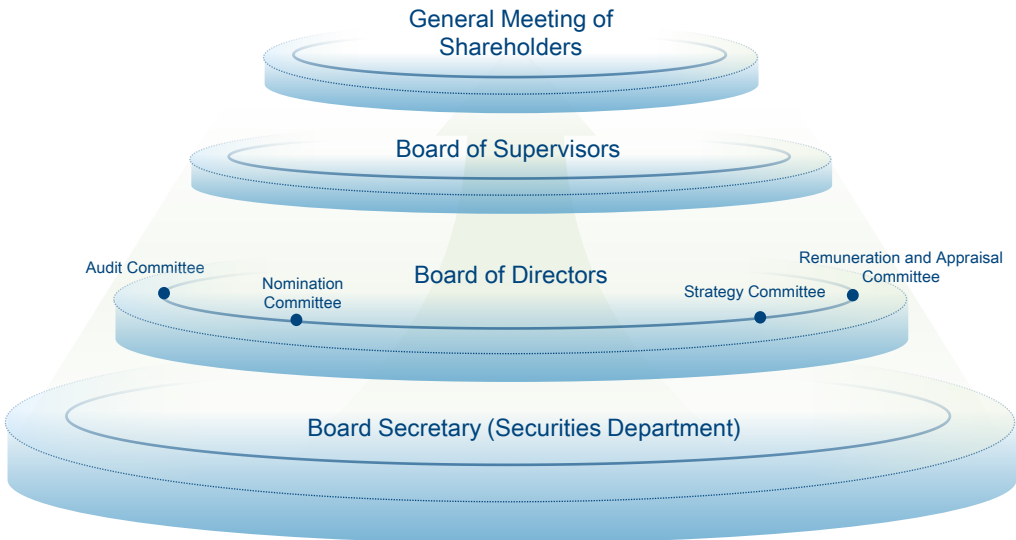 General Meeting of
Shareholders
Board of Supervisors
Audit Committee
Nomination
Committee
Board of Directors
Strategy Committee
Remuneration and Appraisal
Committee
Board Secretary (Securities Department)